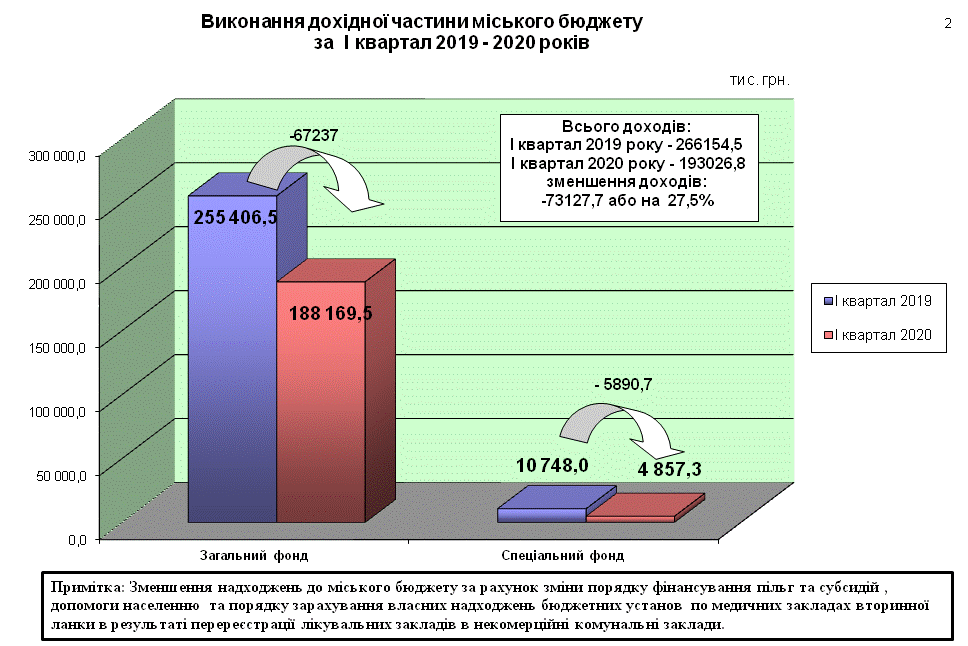 Виконання дохідної частини міського бюджету
за І квартал 2019 - 2020 років
2
тис. грн.
-67237
Всього доходів:
І квартал 2019 року - 266154,5
І квартал 2020 року - 193026,8
зменшення доходів:
-73127,7 або на 27,5%
300 000,0
250 000,0
200 000,0
150 000,0
100 000,0
50 000,0
0,0
255 406,5
188 169,5
- 5890,7
10 748,0
4 857,3
І квартал 2019
І квартал 2020
Загальний фонд
Спеціальний фонд
Примітка: Зменшення надходжень до міського бюджету за рахунок зміни порядку фінансування пільг та субсидій ,
допомоги населенню та порядку зарахування власних надходжень бюджетних установ по медичних закладах вторинної
ланки в результаті перереєстрації лікувальних закладів в некомерційні комунальні заклади.